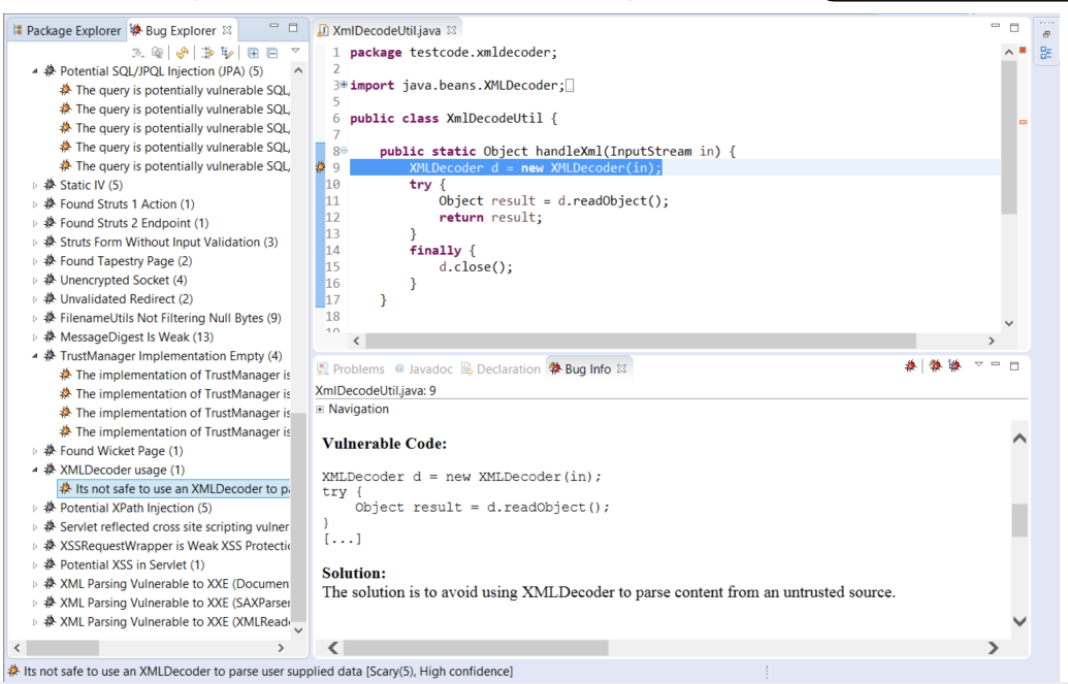 Package Explorer Bug Explorer
Potential SQL/JPQL Injection (JPA) (5)
The query is potentially vulnerable SQL,
The query is potentially vulnerable SQL,
The query is potentially vulnerable SQL,
The query is potentially vulnerable SQL,
The query is potentially vulnerable SQL,
Static IV (5)
Found Struts 1 Action (1)
Found Struts 2 Endpoint (1)
Struts Form Without Input Validation (3)
Found Tapestry Page (2)
Unencrypted Socket (4)
Unvalidated Redirect (2)
FilenameUtils Not Filtering Null Bytes (9)
MessageDigest Is Weak (13)
TrustManager Implementation Empty (4)
The implementation of TrustManager is
The implementation of TrustManager is
The implementation of TrustManager is
The implementation of TrustManager is
Found Wicket Page (1)
XMLDecoder usage (1)
Its not safe to use an XMLDecoder to pa
Potential XPath Injection (5)
Servlet reflected cross site scripting vulner
XSSRequestWrapper is Weak XSS Protectio
Potential XSS in Servlet (1)
XML Parsing Vulnerable to XXE (Documen
XML Parsing Vulnerable to XXE (SAXParser
XML Parsing Vulnerable to XXE (XMLReade
XmlDecodeUtil.java
1 package testcode.xmldecoder;
2
3 import java.beans.XMLDecoder;
5
6 public class XmlDecodeUtil {
7
8 public static Object handleXml(InputStream in) {
9 XMLDecoder d = new XMLDecoder(in);
10 try {
11 Object result = d.readObject();
12 return result;
13 }
14 finally {
15 d.close();
16 }
17 }
18
Problems Javadoc Declaration Bug Info
XmlDecodeUtil.java: 9
Navigation
Vulnerable Code:
XMLDecoder d = new XMLDecoder(in);
try {
Object result = d.readObject();
}
[...]
Solution:
The solution is to avoid using XMLDecoder to parse content from an untrusted source.
Its not safe to use an XMLDecoder to parse user supplied data [Scary(5), High confidence]